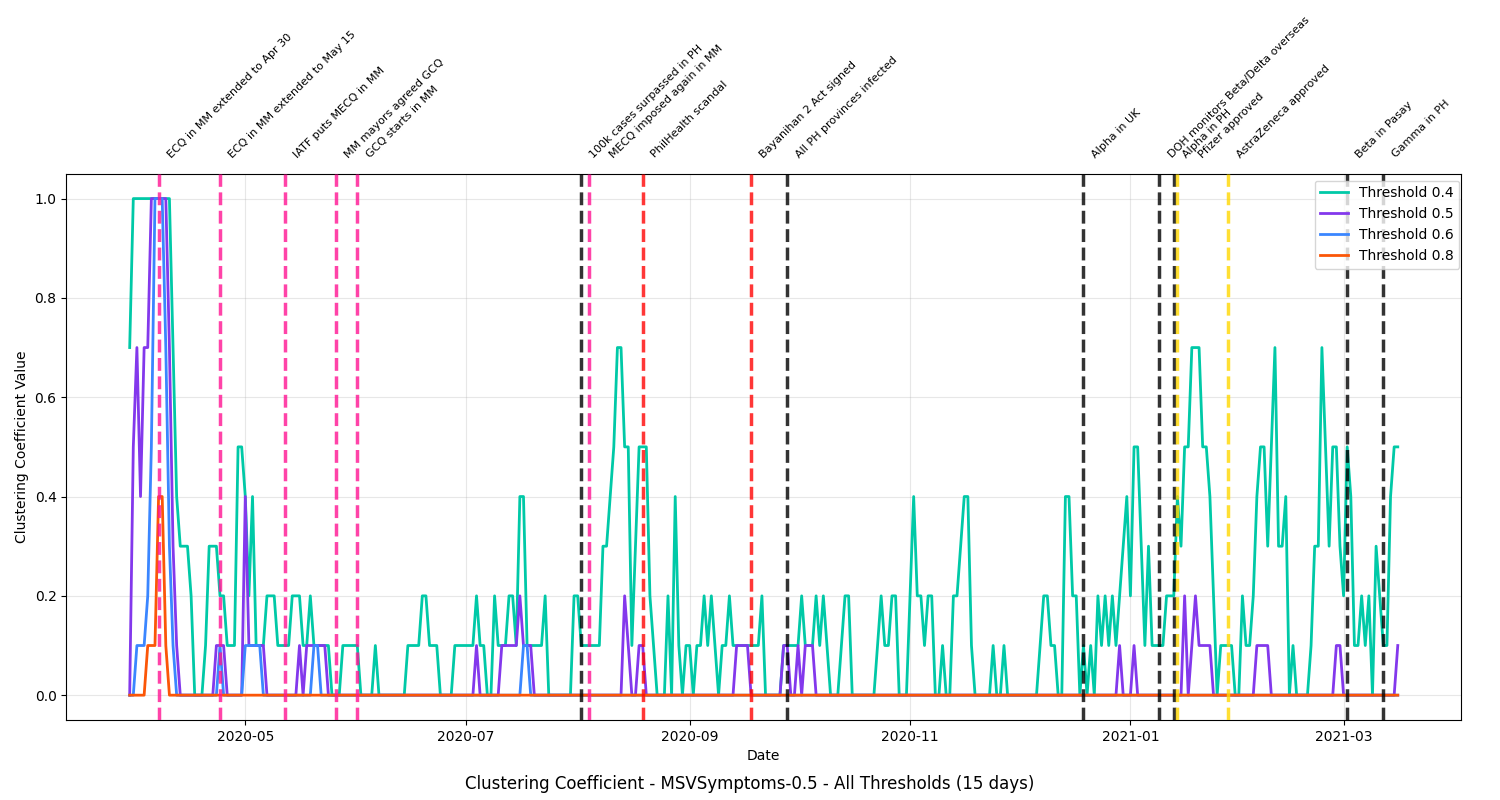 ECQ in MM extended to Apr 30
ECQ in MM extended to May 15
IATF puts MECQ in MM
MM mayors agreed GCQ
GCQ starts in MM
100k cases surpassed in PH
MECQ imposed again in MM
PhilHealth scandal
Bayanihan 2 Act signed
All PH provinces infected
Alpha in UK
DOH monitors Beta/Delta overseas
Alpha in PH
Pfizer approved
AstraZeneca approved
Beta in Pasay
Gamma in PH
Threshold 0.4
Threshold 0.5
Threshold 0.6
Threshold 0.8
Clustering Coefficient Value
1.0
0.8
0.6
0.4
0.2
0.0
2020-05
2020-07
2020-09
2020-11
2021-01
2021-03
Date
Clustering Coefficient - MSVSymptoms-0.5 - All Thresholds (15 days)